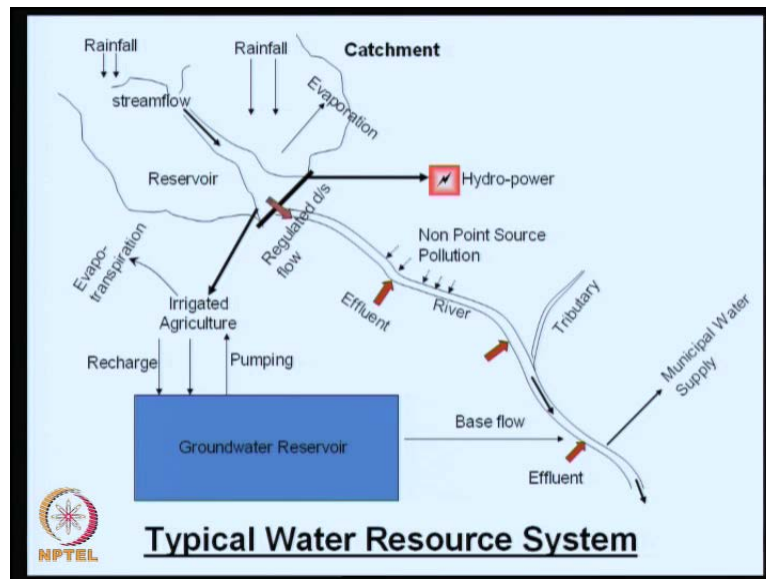 Rainfall
Rainfall
Catchment
streamflow
Evaporation
Reservoir
Hydro-power
Regulated d/s
flow
Non Point Source
Pollution
Evapo-
transpiration
Effluent
River
Tributary
Irrigated
Agriculture
Municipal Water
Supply
Recharge
Pumping
Base flow
Groundwater Reservoir
Effluent
Typical Water Resource System
NPTEL